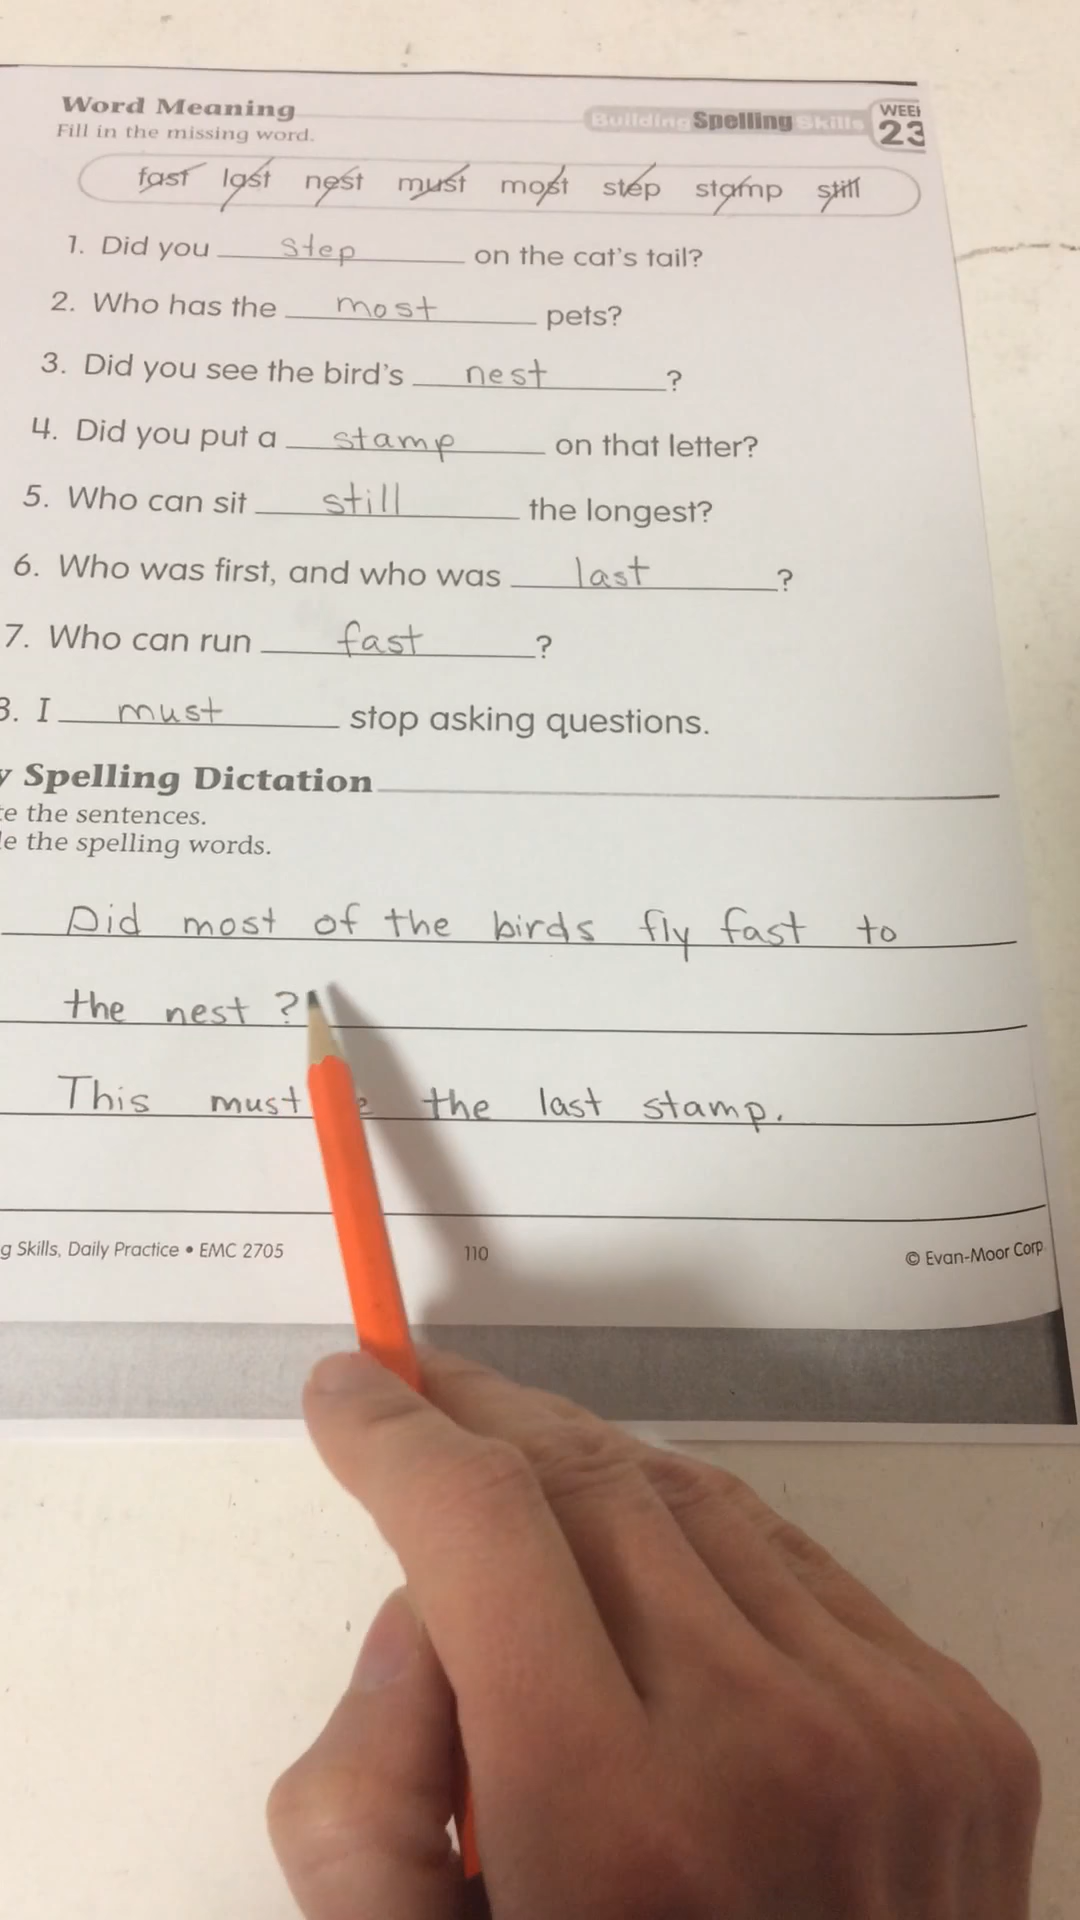 Word Meaning
Building Spelling Skills
WEEK
23
Fill in the missing word.
fast last nest must most step stamp still
1. Did you step on the cat's tail?
2. Who has the most pets?
3. Did you see the bird's nest ?
4. Did you put a stamp on that letter?
5. Who can sit still the longest?
6. Who was first, and who was last ?
7. Who can run fast ?
8. I must stop asking questions.
Spelling Dictation
the sentences.
the spelling words.
Did most of the birds fly fast to
the nest ?
This must the last stamp.
Skills, Daily Practice • EMC 2705
110
© Evan-Moor Corp.